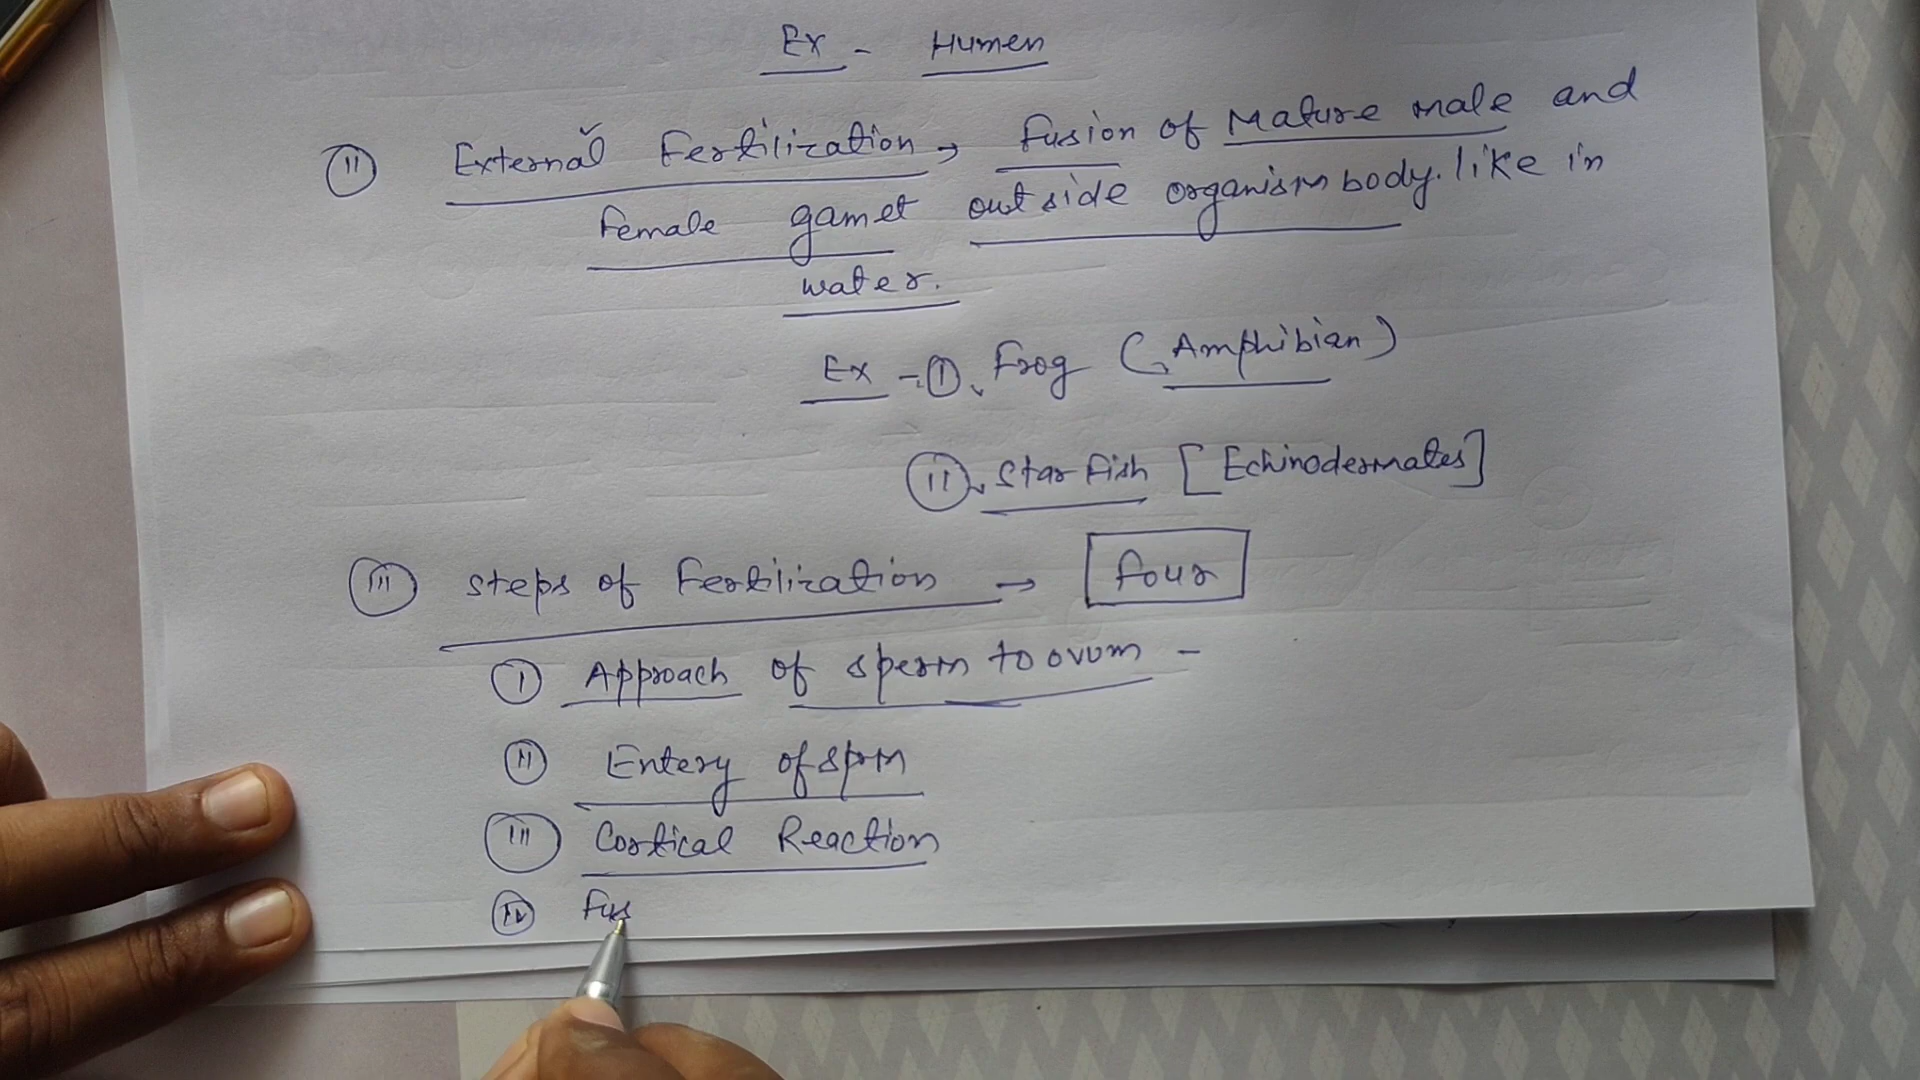 Ex - Humen
(ii) External Fertilization → fusion of Mature male and
female gamet out side organism body. like in
water.
Ex - (i). Frog (Amphibian)
(ii). Star fish [Echinodermates]
(iii) Steps of Fertilization → four
(i) Approach of sperm to ovum -
(ii) Entery of sprm
(iii) Cortical Reaction
(iv) fus